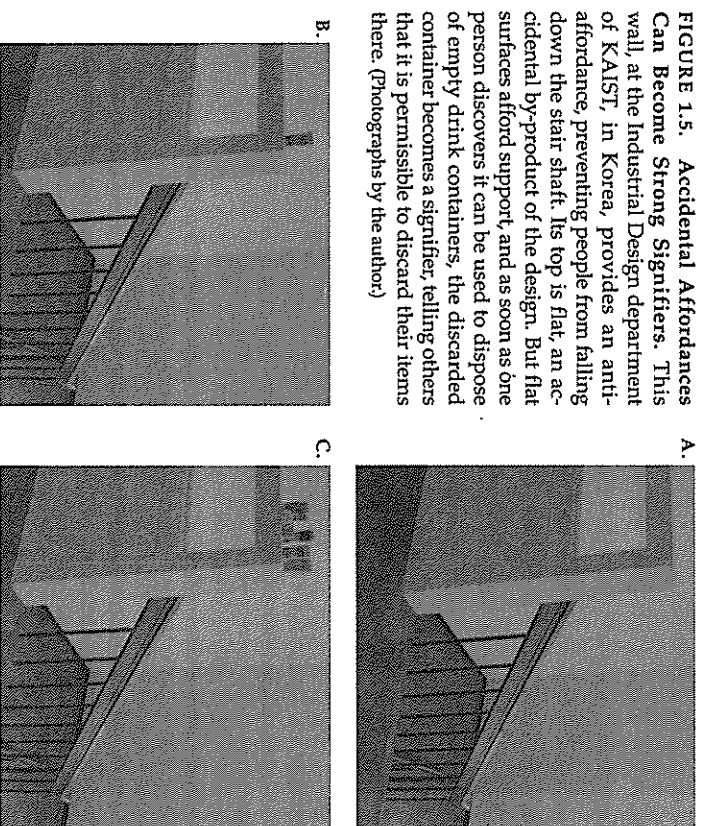 FIGURE 1.5. Accidental Affordances
Can Become Strong Signifiers. This
wall, at the Industrial Design department
of KAIST, in Korea, provides an anti-
affordance, preventing people from falling
down the stair shaft. Its top is flat, an ac-
cidental by-product of the design. But flat
surfaces afford support, and as soon as óne
person discovers it can be used to dispose
of empty drink containers, the discarded
container becomes a signifier, telling others
that it is permissible to discard their items
there. (Photographs by the author.)
A.
B.
C.